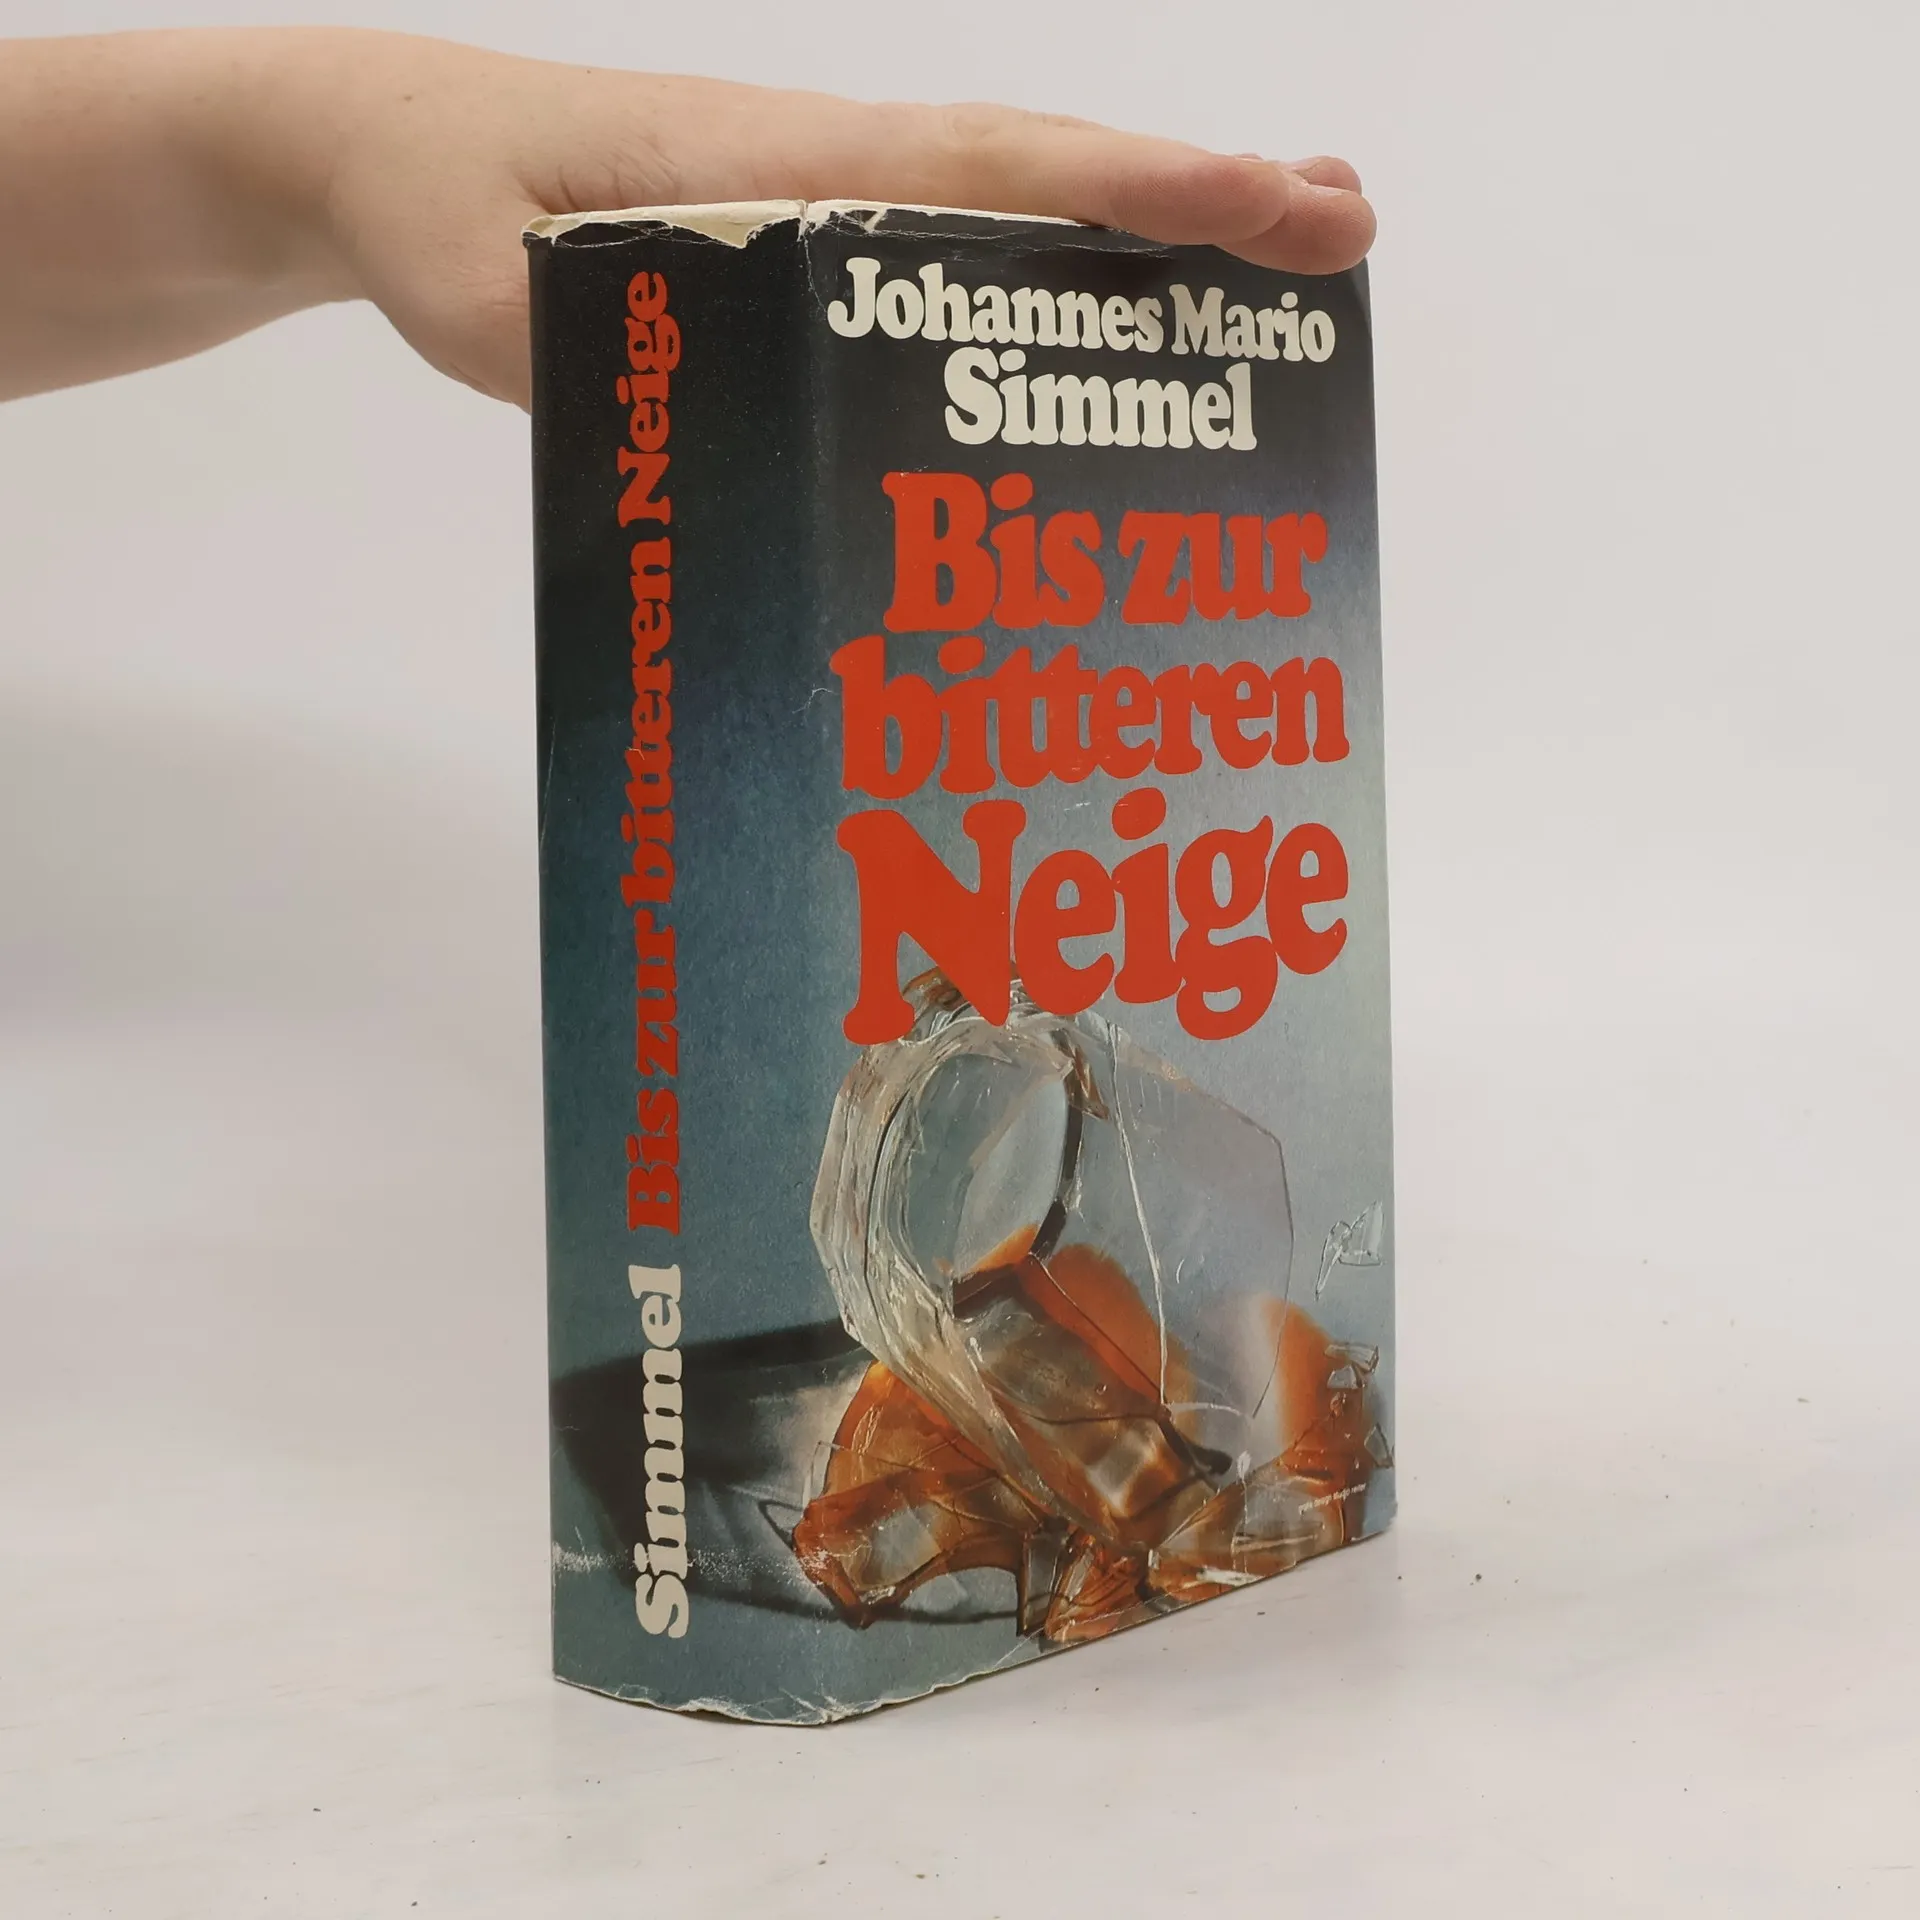 Johannes Mario
Simmel
Bis zur
bitteren
Neige
Simmel Bis zur bitteren Neige